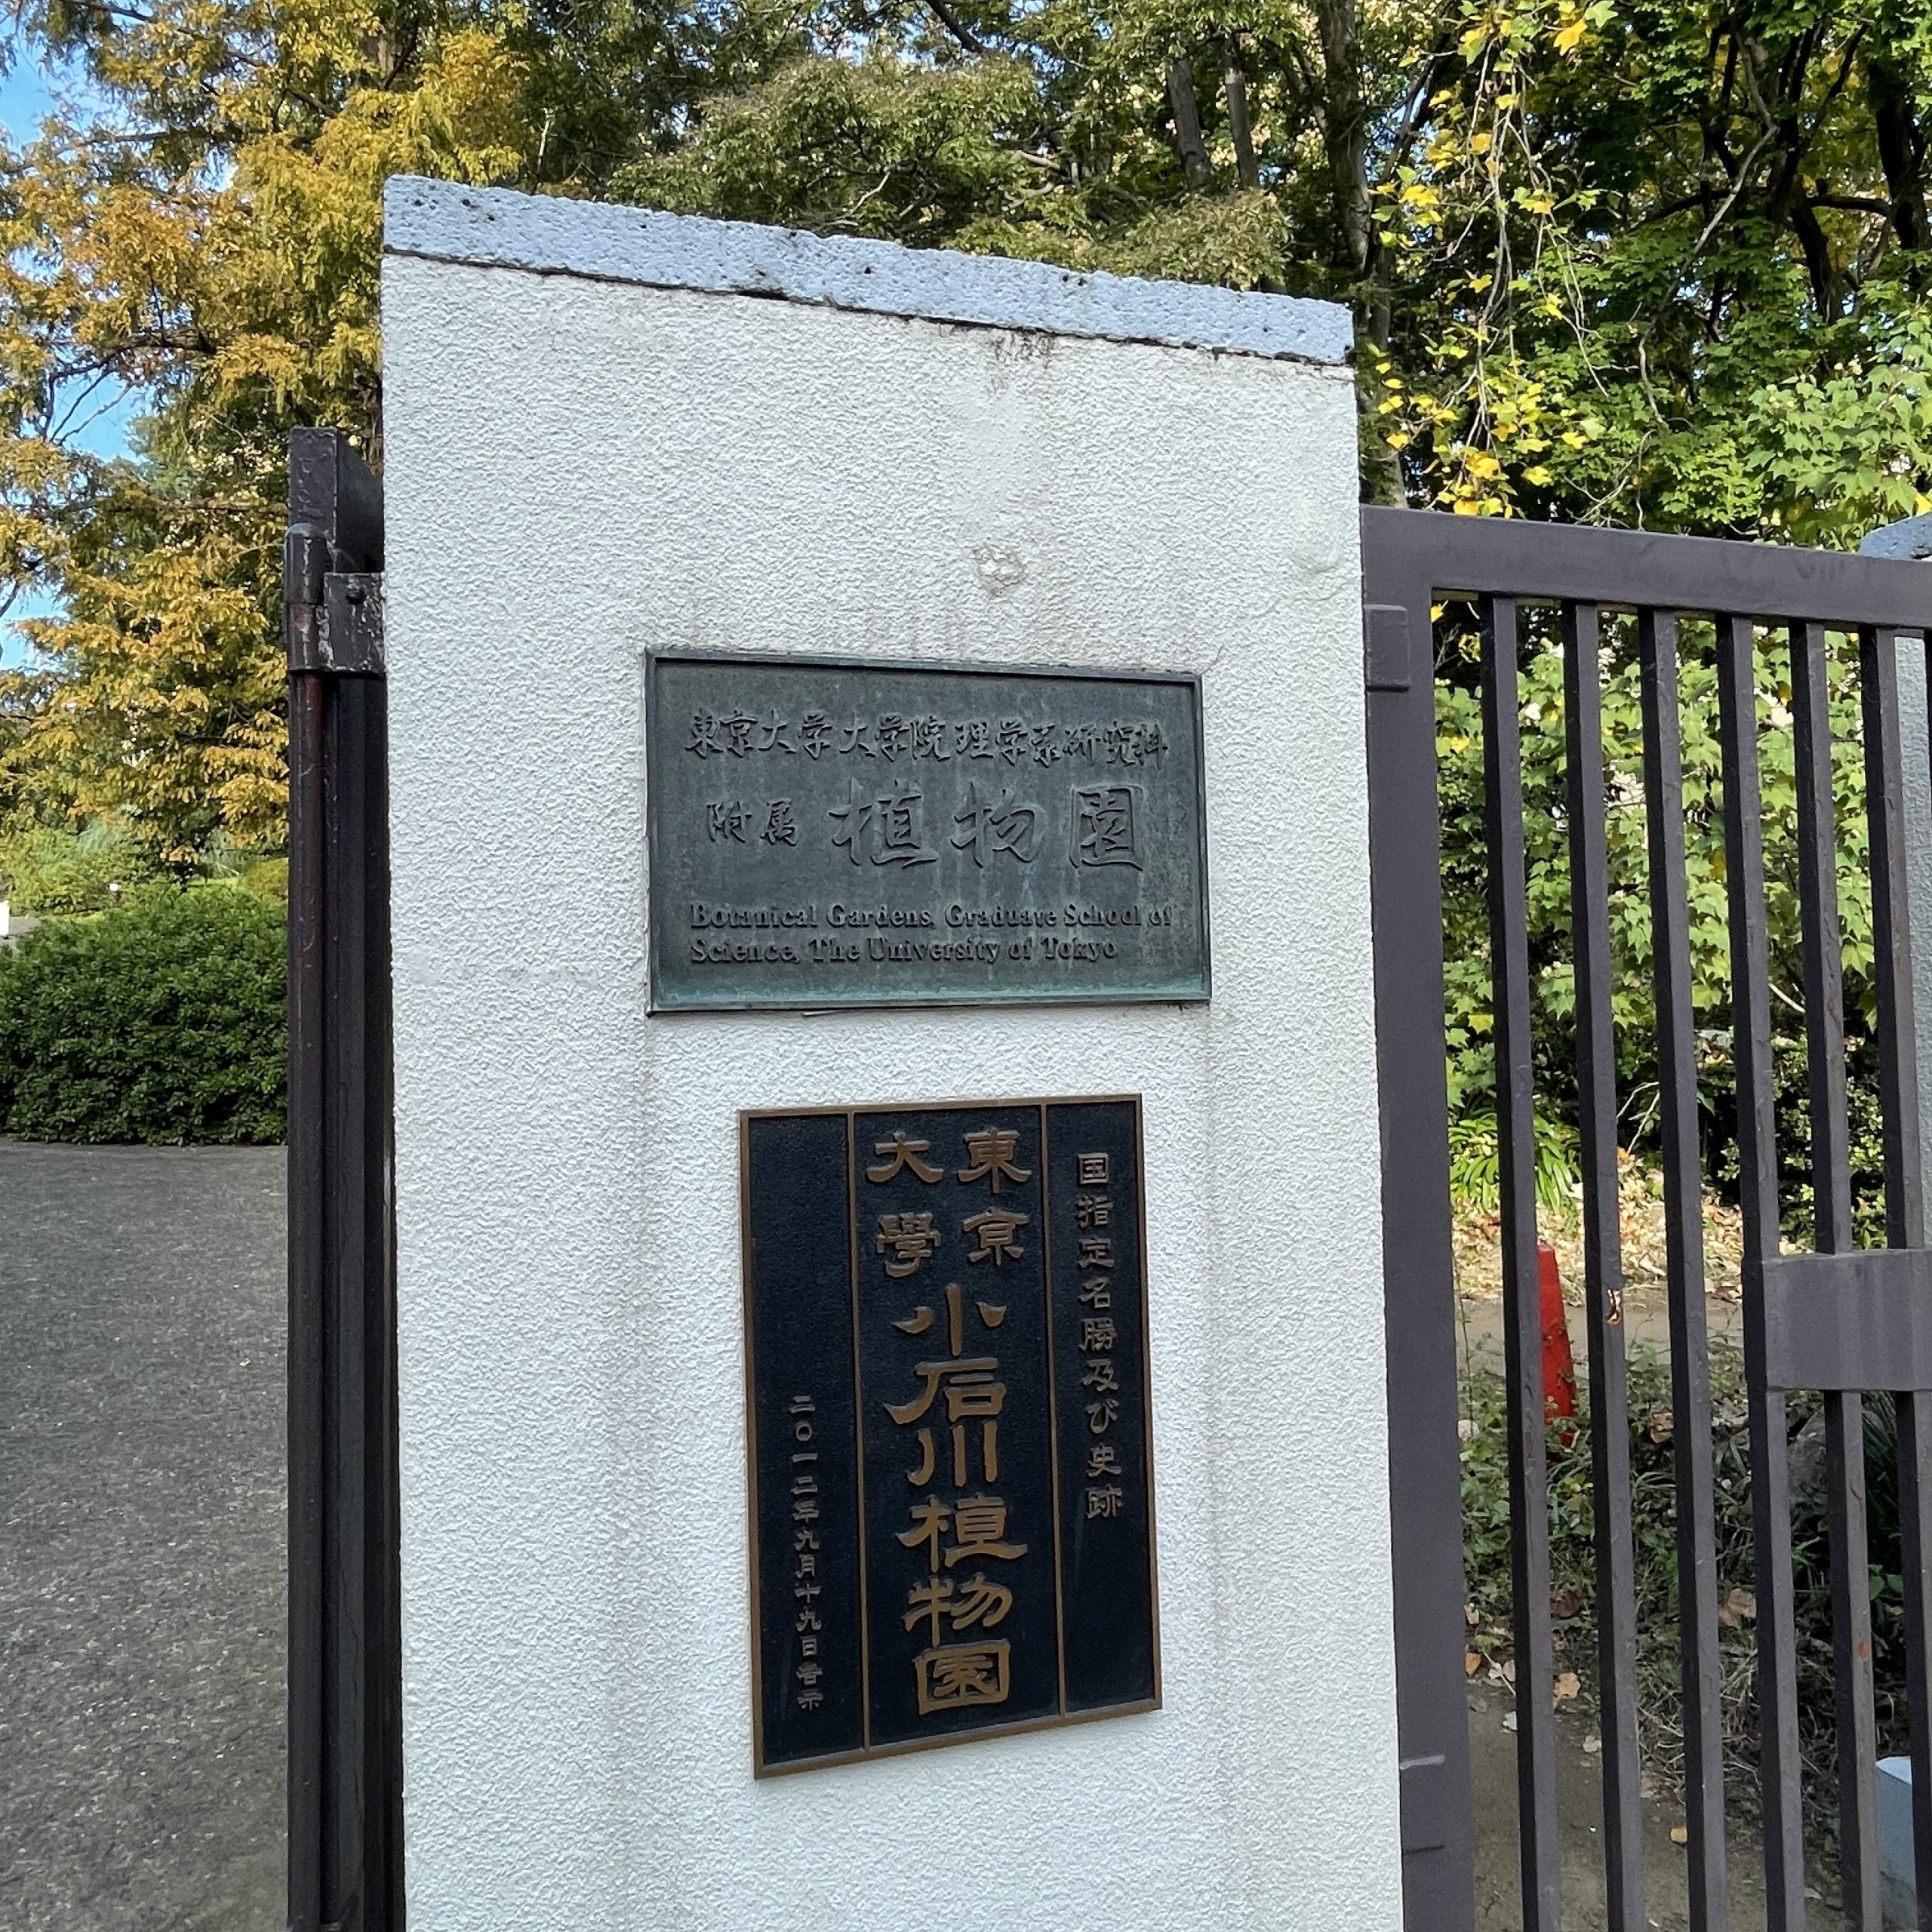 東京大学大学院理学系研究科
附属 植物園
Botanical Gardens, Graduate School of
Science, The University of Tokyo
国指定名勝及び史跡
東京
大學
小石川植物園
二〇一二年九月十九日告示